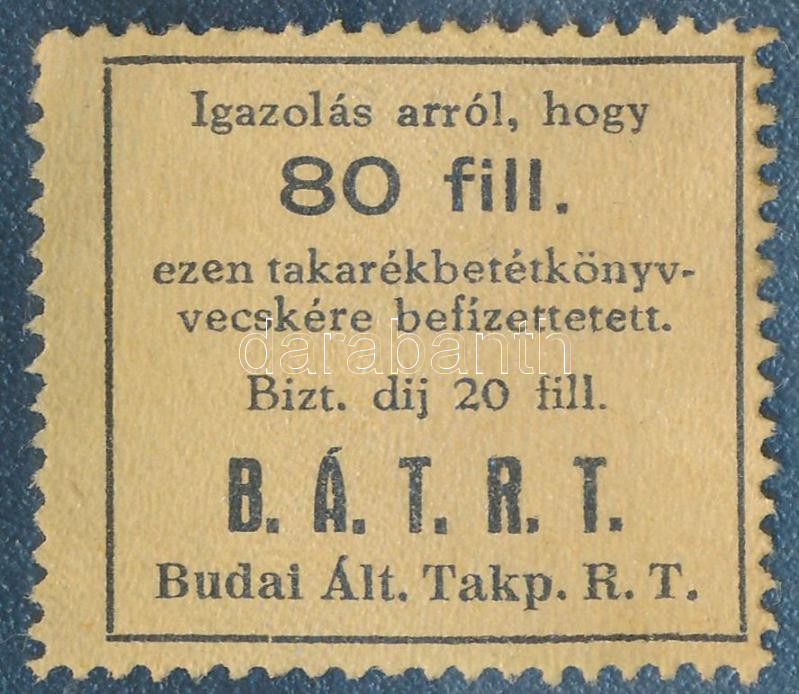 Igazolás arról, hogy
80 fill.
ezen takarékbetétkönyv-
vecskére befizettetett.
darabanth
Bizt. dij 20 fill.
B. Á. T. R. T.
Budai Ált. Takp. R. T.